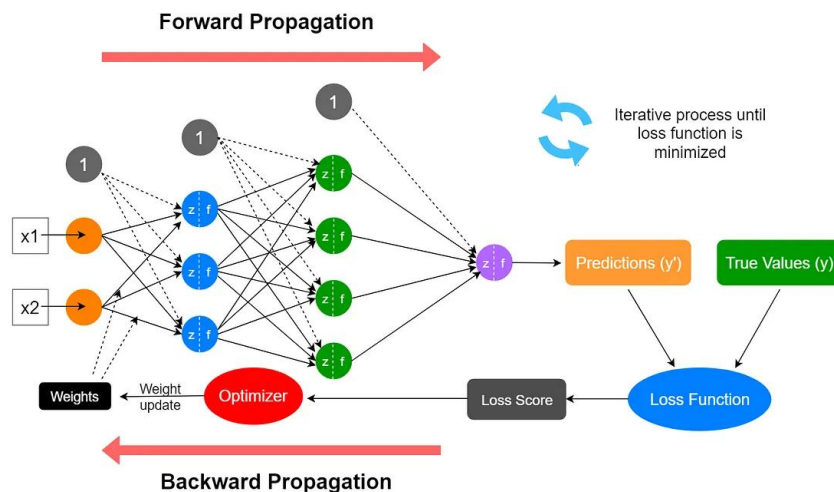 Forward Propagation
1
1
1
Iterative process until
loss function is
minimized
x1
x2
z f
z f
z f
z f
z f
z f
z f
z f
Predictions (y')
True Values (y)
Weights
Weight
update
Optimizer
Loss Score
Loss Function
Backward Propagation